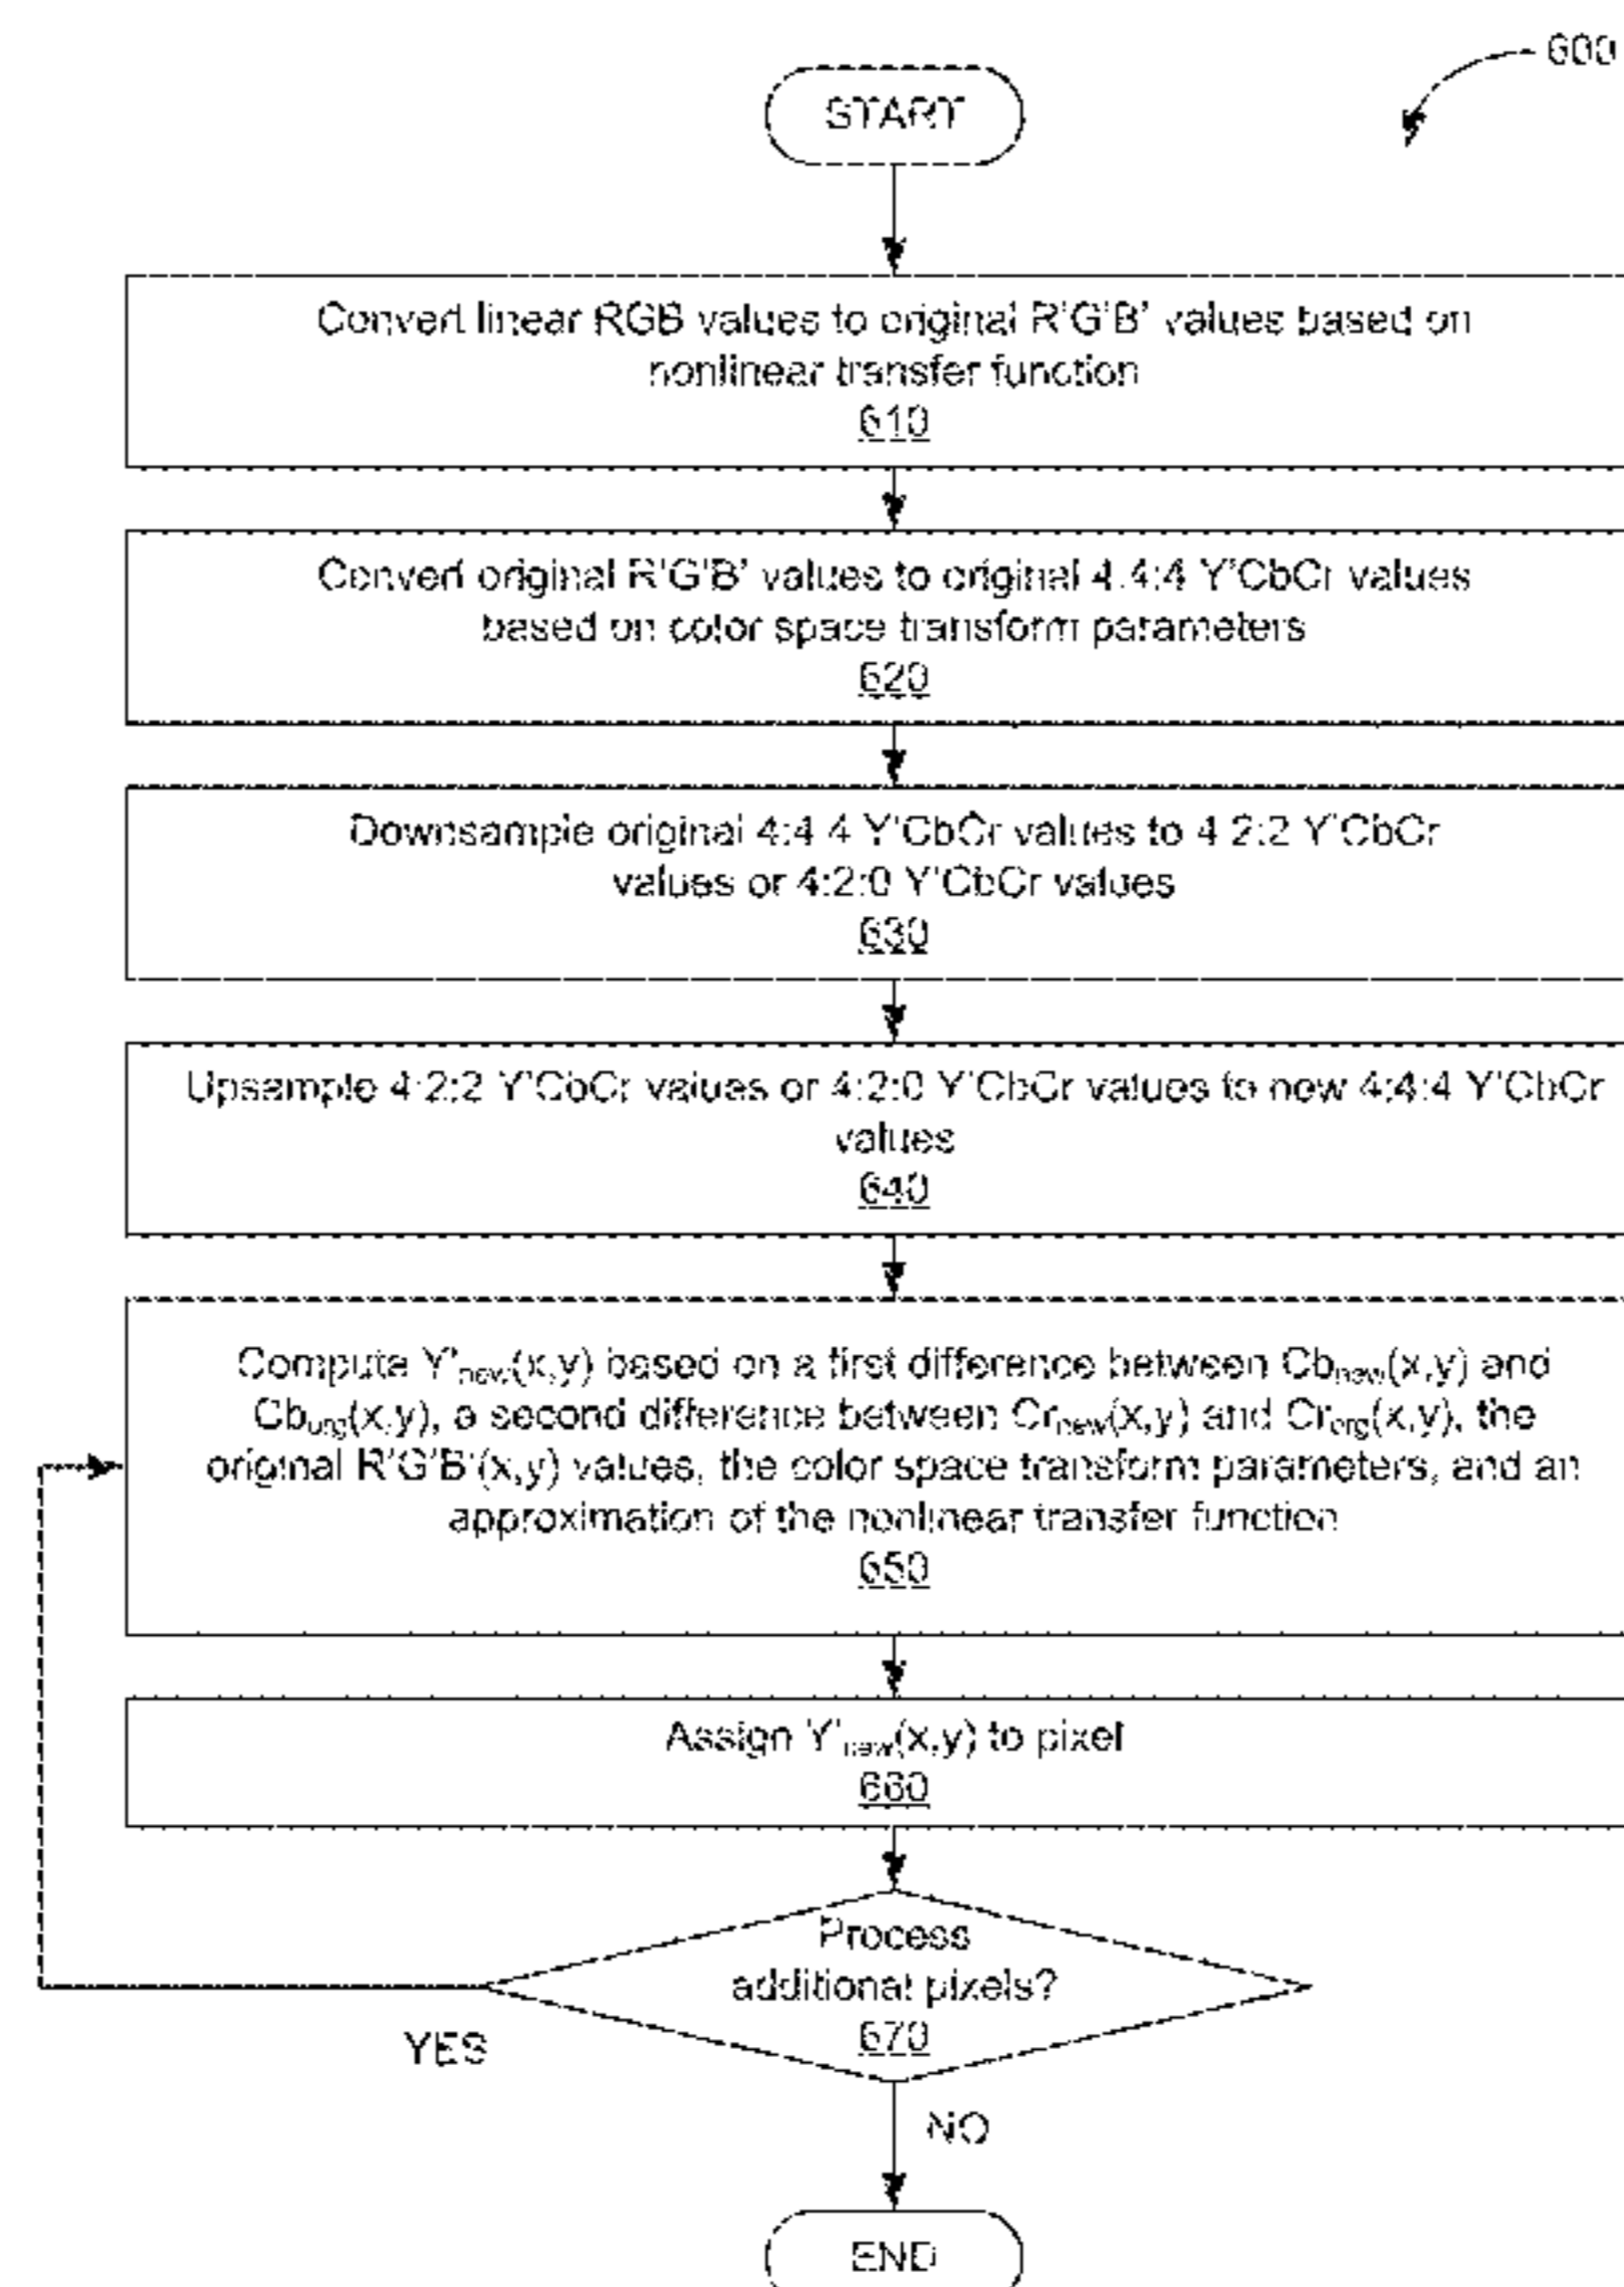 600
START
Convert linear RGB values to original R'G'B' values based on
nonlinear transfer function
610
Convert original R'G'B' values to original 4:4:4 Y'CbCr values
based on color space transform parameters
620
Downsample original 4:4:4 Y'CbCr values to 4:2:2 Y'CbCr
values or 4:2:0 Y'CbCr values
630
Upsample 4:2:2 Y'CbCr values or 4:2:0 Y'CbCr values to new 4:4:4 Y'CbCr
values
640
Compute Y'new(x,y) based on a first difference between Cbnew(x,y) and
Cborg(x,y), a second difference between Crnew(x,y) and Crorg(x,y), the
original R'G'B'(x,y) values, the color space transform parameters, and an
approximation of the nonlinear transfer function
650
Assign Y'new(x,y) to pixel
660
Process
additional pixels?
670
YES
NO
END